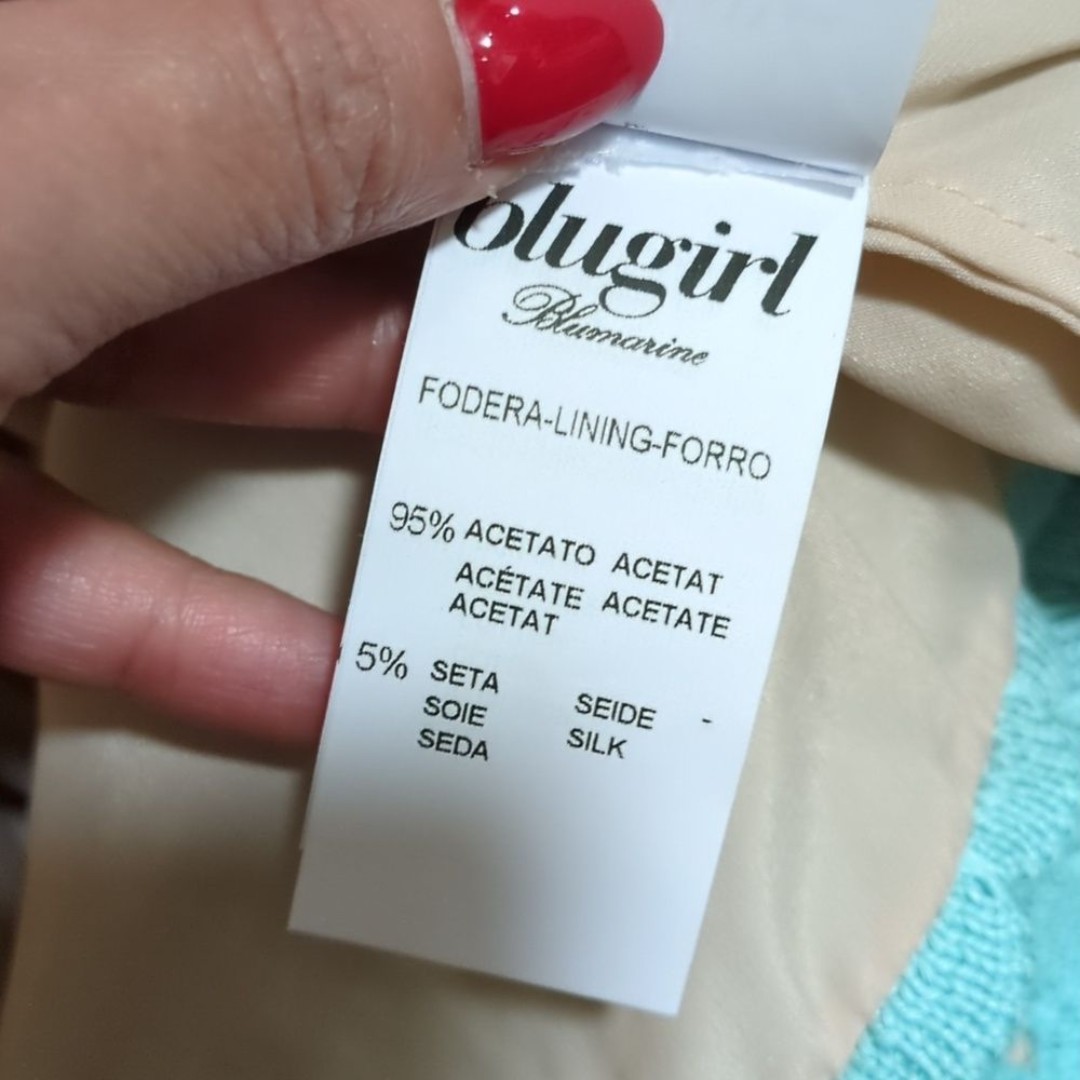 blugirl
Blumarine
FODERA-LINING-FORRO
95% ACETATO ACETAT
ACÉTATE ACETATE
ACETAT
5% SETA SEIDE -
SOIE SILK
SEDA